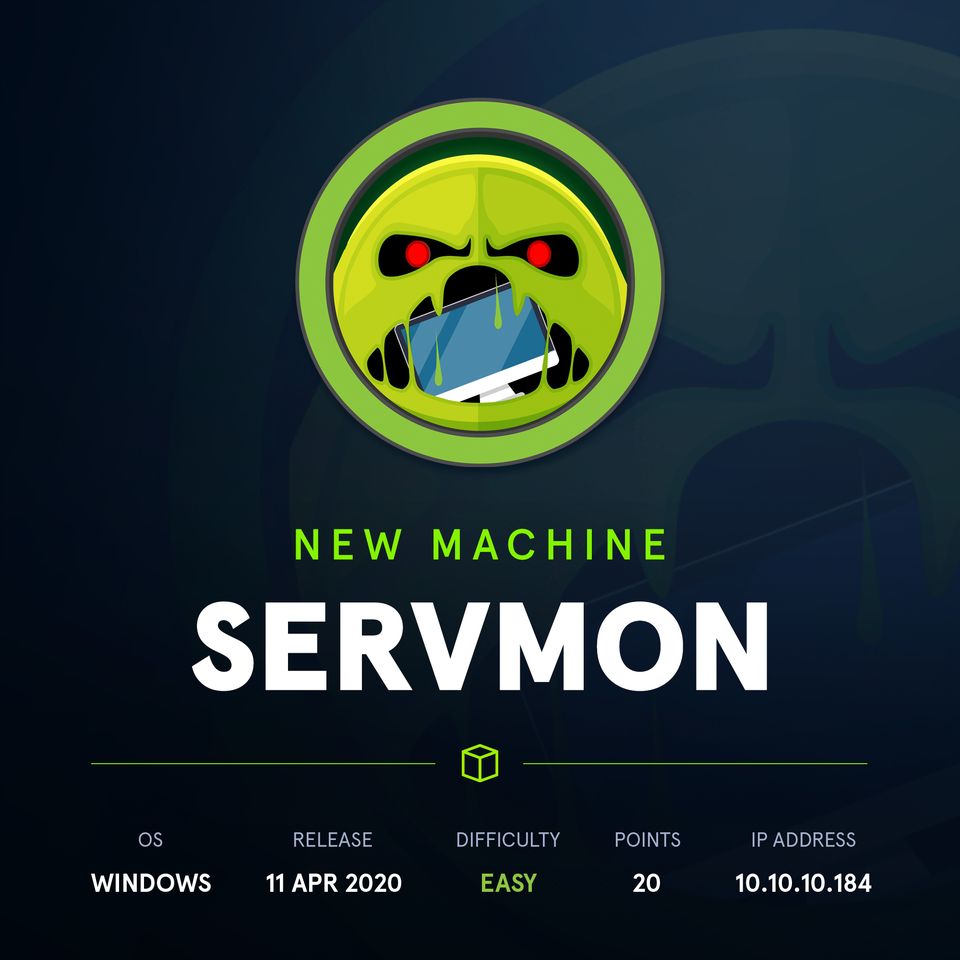 NEW MACHINE
SERVMON
OS RELEASE DIFFICULTY POINTS IP ADDRESS
WINDOWS 11 APR 2020 EASY 20 10.10.10.184